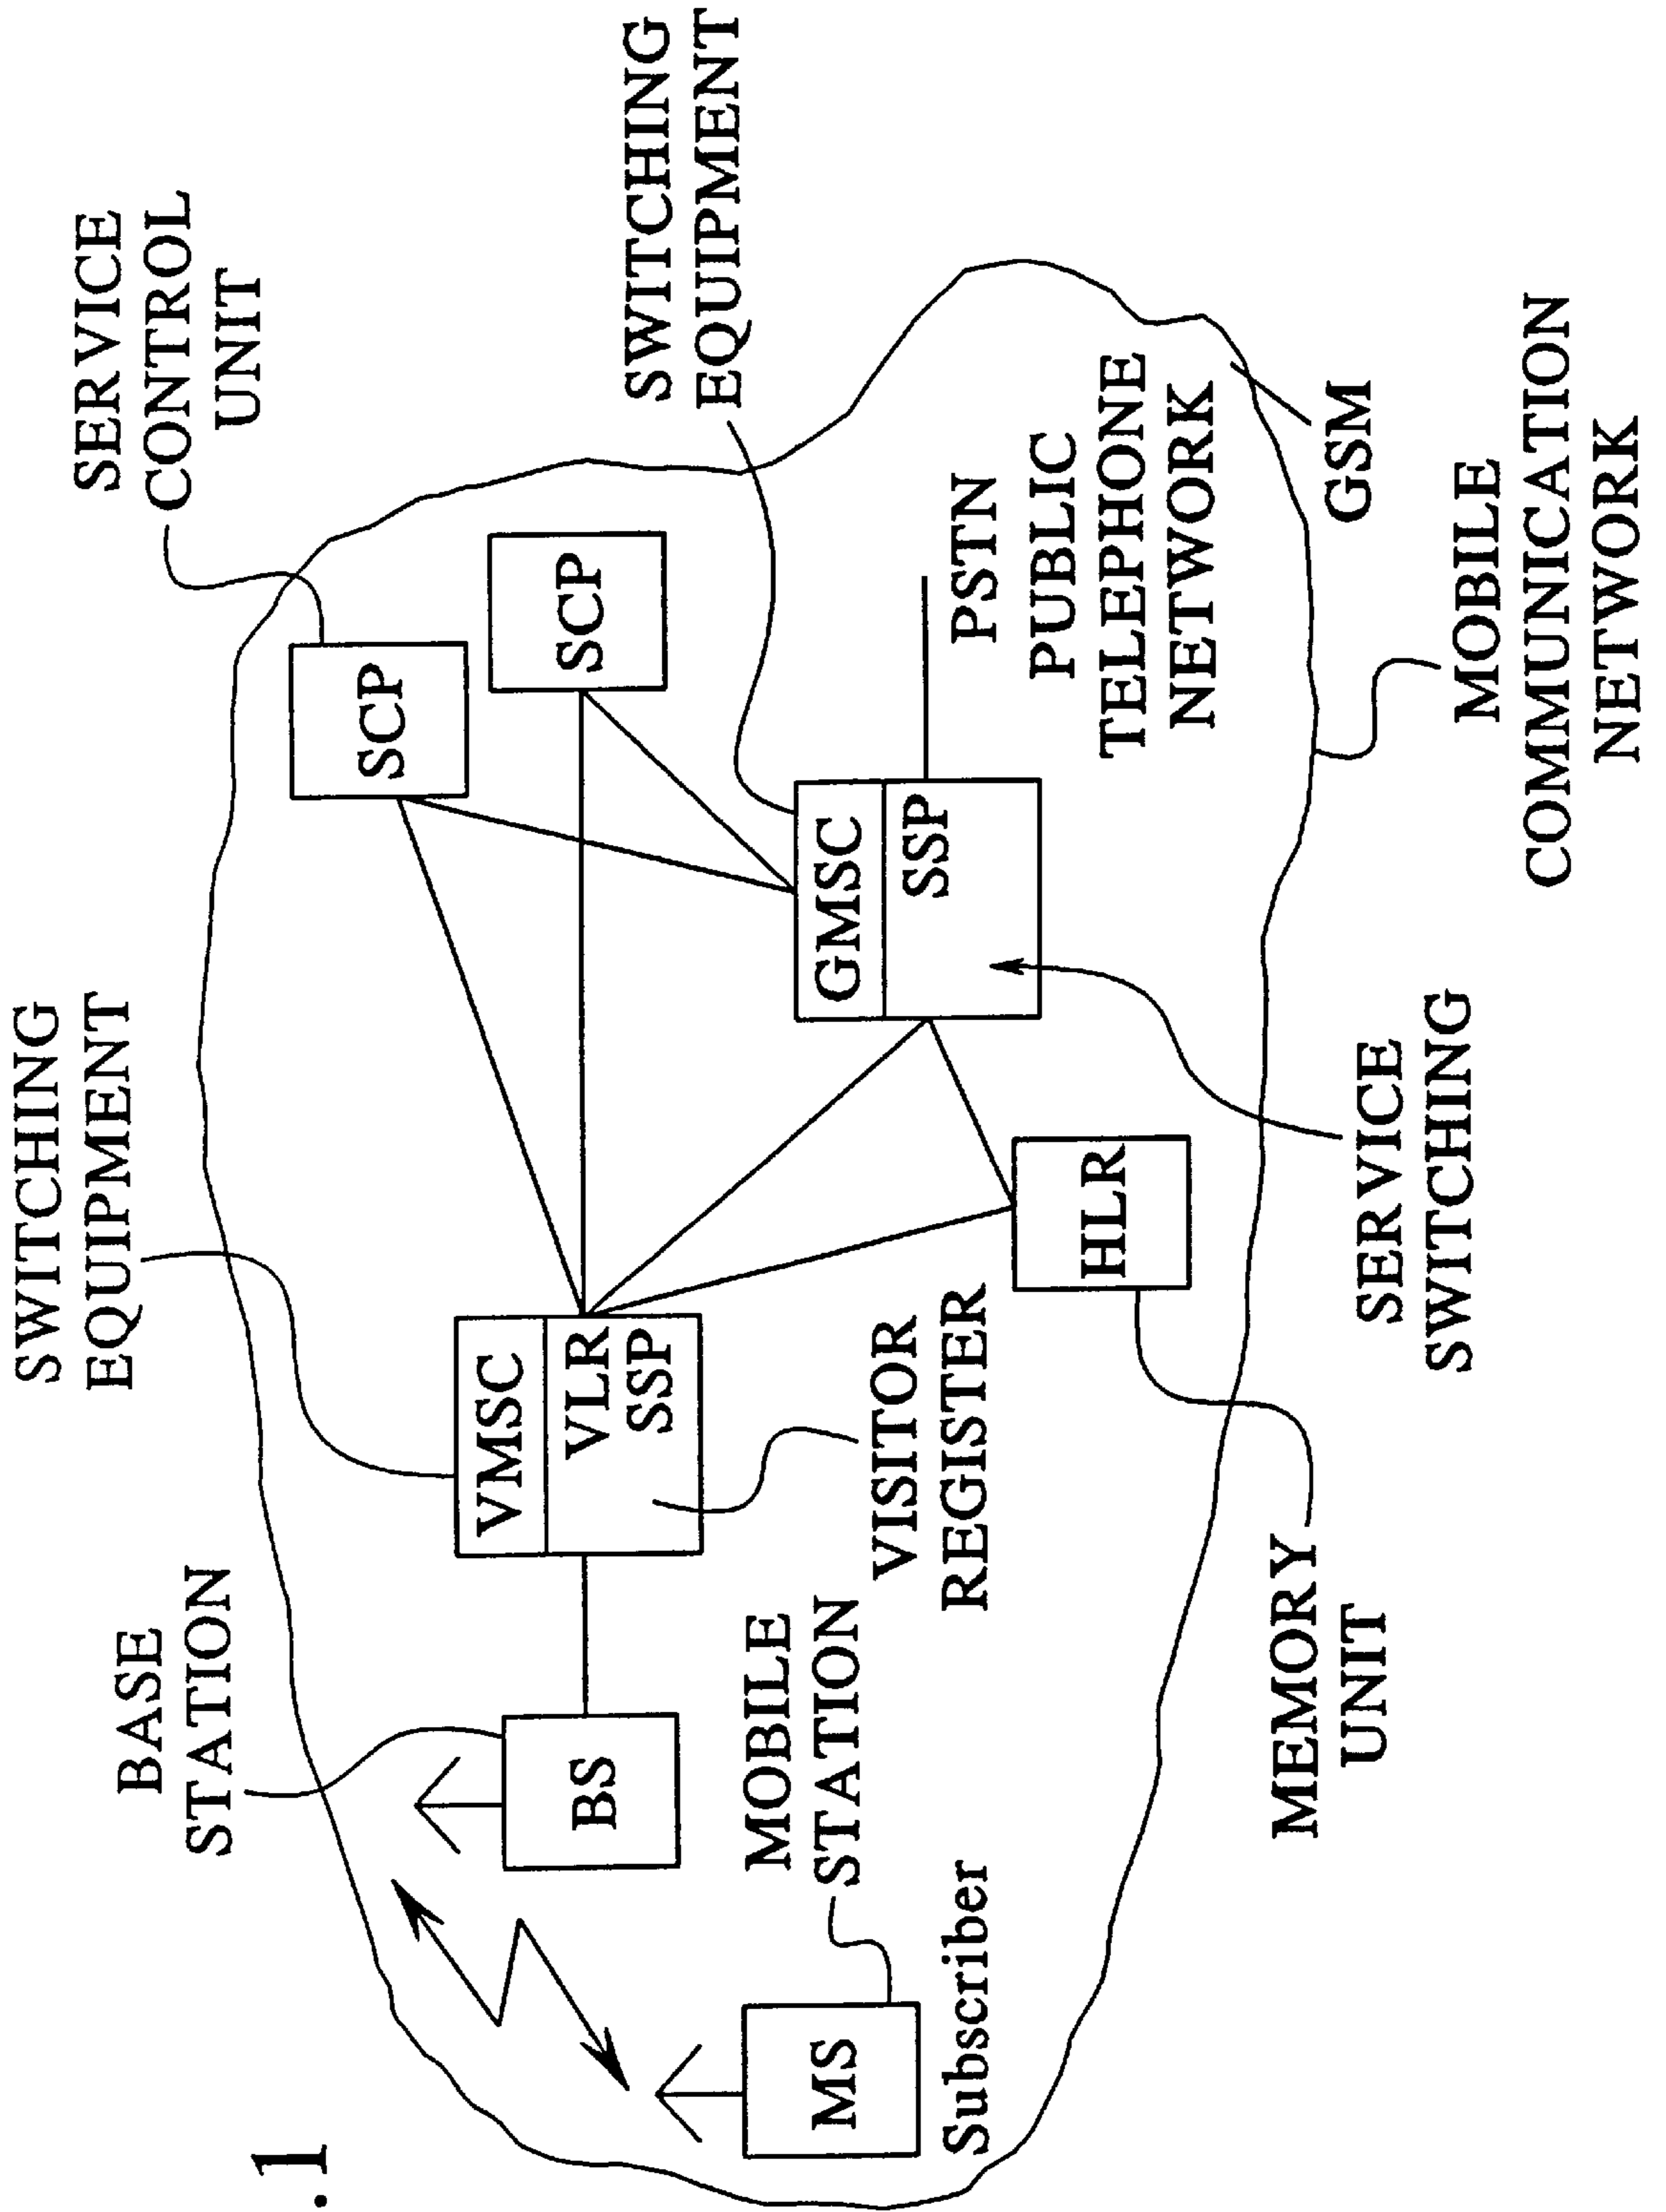 .1
BASE
STATION
SWITCHING
EQUIPMENT
SERVICE
CONTROL
UNIT
SWITCHING
EQUIPMENT
SCP
SCP
VMSC
VLR
SSP
BS
MS
Subscriber
MOBILE
STATION
VISITOR
REGISTER
GMSC
SSP
HLR
PSTN
PUBLIC
TELEPHONE
NETWORK
MEMORY
UNIT
SERVICE
SWITCHING
GSM
MOBILE
COMMUNICATION
NETWORK